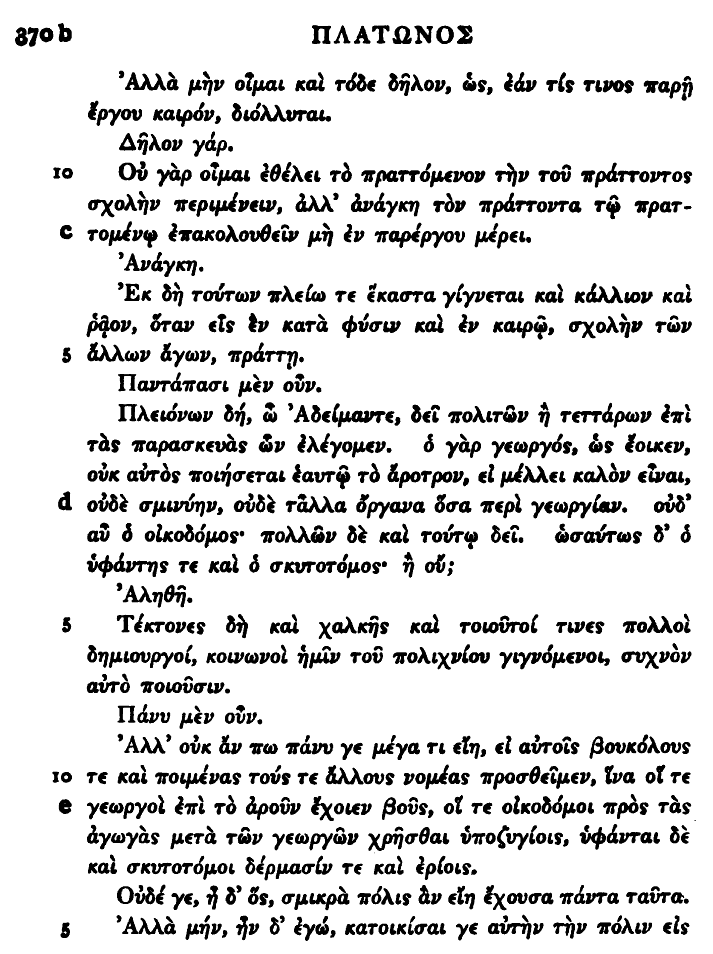 370 b ΠΛΑΤΩΝΟΣ
Ἀλλὰ μὴν οἶμαι καὶ τόδε δῆλον, ὡς, ἐάν τίς τινος παρῇ
ἔργου καιρόν, διόλλυται.
Δῆλον γάρ.
10 Οὐ γὰρ οἶμαι ἐθέλει τὸ πραττόμενον τὴν τοῦ πράττοντος
σχολὴν περιμένειν, ἀλλ’ ἀνάγκη τὸν πράττοντα τῷ πρατ-
c τομένῳ ἐπακολουθεῖν μὴ ἐν παρέργου μέρει.
Ἀνάγκη.
Ἐκ δὴ τούτων πλείω τε ἕκαστα γίγνεται καὶ κάλλιον καὶ
ῥᾷον, ὅταν εἷς ἓν κατὰ φύσιν καὶ ἐν καιρῷ, σχολὴν τῶν
5 ἄλλων ἄγων, πράττῃ.
Παντάπασι μὲν οὖν.
Πλειόνων δή, ὦ Ἀδείμαντε, δεῖ πολιτῶν ἢ τεττάρων ἐπὶ
τὰς παρασκευὰς ὧν ἐλέγομεν. ὁ γὰρ γεωργός, ὡς ἔοικεν,
οὐκ αὐτὸς ποιήσεται ἑαυτῷ τὸ ἄροτρον, εἰ μέλλει καλὸν εἶναι,
d οὐδὲ σμινύην, οὐδὲ τἆλλα ὄργανα ὅσα περὶ γεωργίαν. οὐδ’
αὖ ὁ οἰκοδόμος· πολλῶν δὲ καὶ τούτῳ δεῖ. ὡσαύτως δ’ ὁ
ὑφάντης τε καὶ ὁ σκυτοτόμος· ἢ οὔ;
Ἀληθῆ.
5 Τέκτονες δὴ καὶ χαλκῆς καὶ τοιοῦτοί τινες πολλοὶ
δημιουργοί, κοινωνοὶ ἡμῖν τοῦ πολιχνίου γιγνόμενοι, συχνὸν
αὐτὸ ποιοῦσιν.
Πάνυ μὲν οὖν.
Ἀλλ’ οὐκ ἄν πω πάνυ γε μέγα τι εἴη, εἰ αὐτοῖς βουκόλους
10 τε καὶ ποιμένας τούς τε ἄλλους νομέας προσθεῖμεν, ἵνα οἵ τε
e γεωργοὶ ἐπὶ τὸ ἀροῦν ἔχοιεν βοῦς, οἵ τε οἰκοδόμοι πρὸς τὰς
ἀγωγὰς μετὰ τῶν γεωργῶν χρῆσθαι ὑποζυγίοις, ὑφάνται δὲ
καὶ σκυτοτόμοι δέρμασίν τε καὶ ἐρίοις.
Οὐδέ γε, ἦ δ’ ὅς, σμικρὰ πόλις ἂν εἴη ἔχουσα πάντα ταῦτα.
5 Ἀλλὰ μήν, ἦν δ’ ἐγώ, κατοικίσαι γε αὐτὴν τὴν πόλιν εἰς